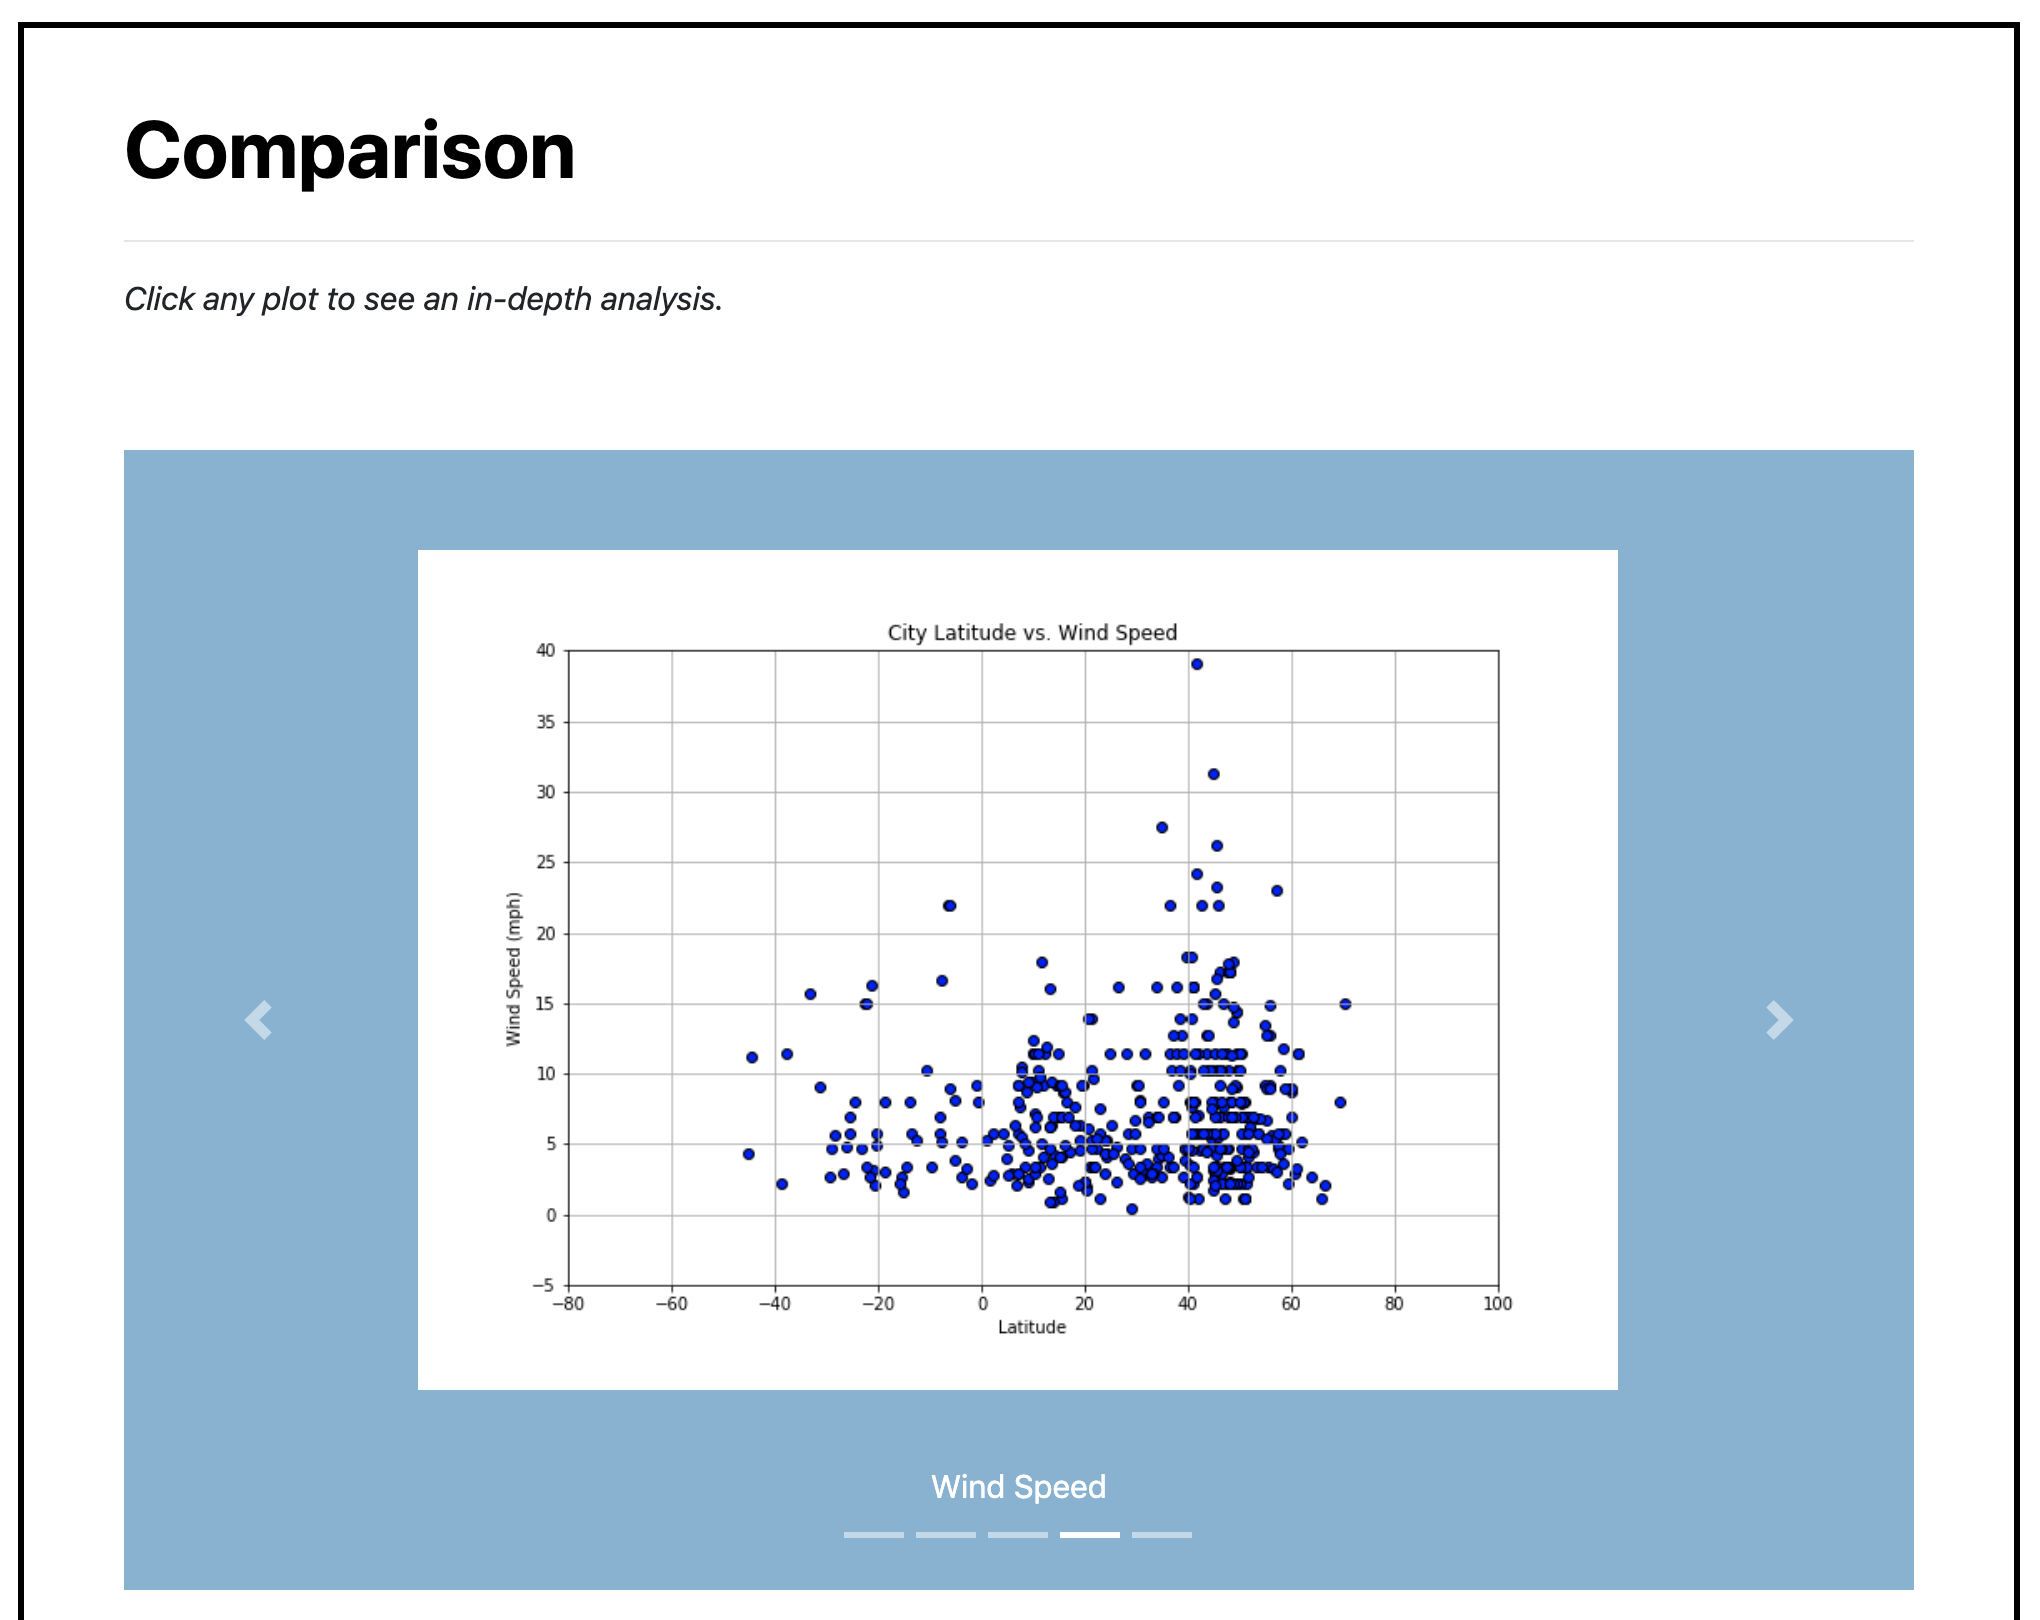 Comparison
Click any plot to see an in-depth analysis.
City Latitude vs. Wind Speed
40
35
30
25
20
15
10
5
0
−5
Wind Speed (mph)
−80 −60 −40 −20 0 20 40 60 80 100
Latitude
Wind Speed